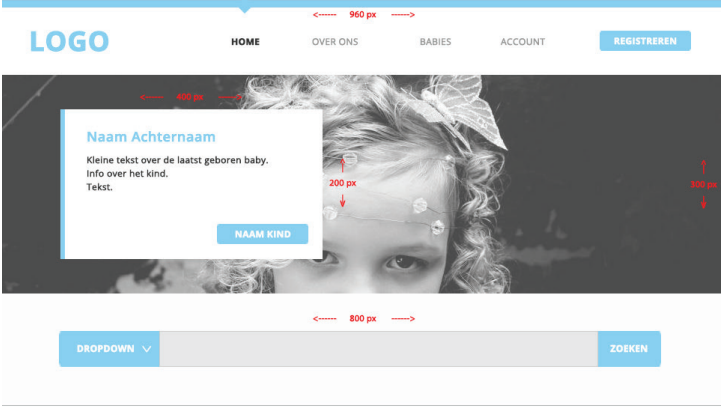 <------ 960 px ------>
LOGO HOME OVER ONS BABIES ACCOUNT REGISTREREN
<------ 400 px ------>
Naam Achternaam
Kleine tekst over de laatst geboren baby.
Info over het kind.
Tekst.
200 px
300 px
NAAM KIND
<------ 800 px ------>
DROPDOWN ZOEKEN